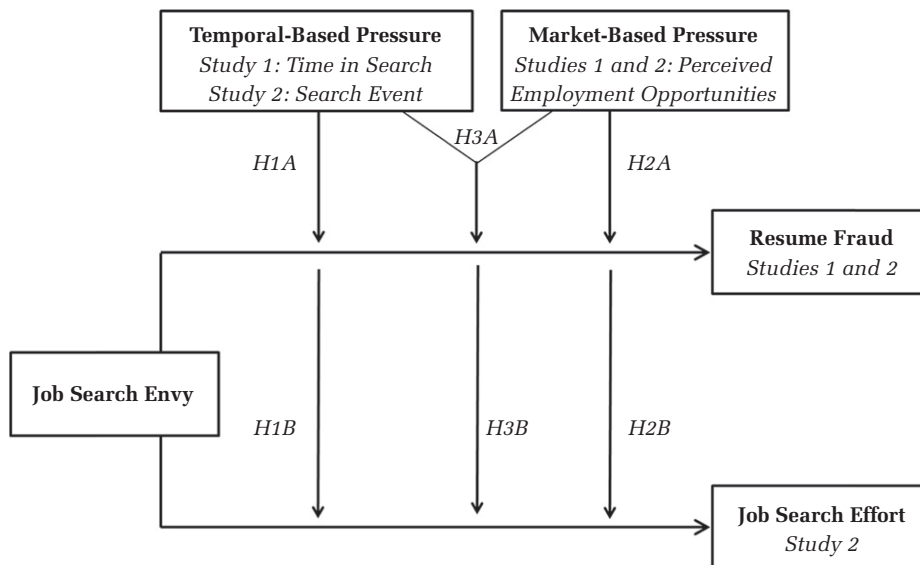 Temporal-Based Pressure
Study 1: Time in Search
Study 2: Search Event
Market-Based Pressure
Studies 1 and 2: Perceived
Employment Opportunities
H3A
H1A
H2A
Resume Fraud
Studies 1 and 2
Job Search Envy
H1B
H3B
H2B
Job Search Effort
Study 2